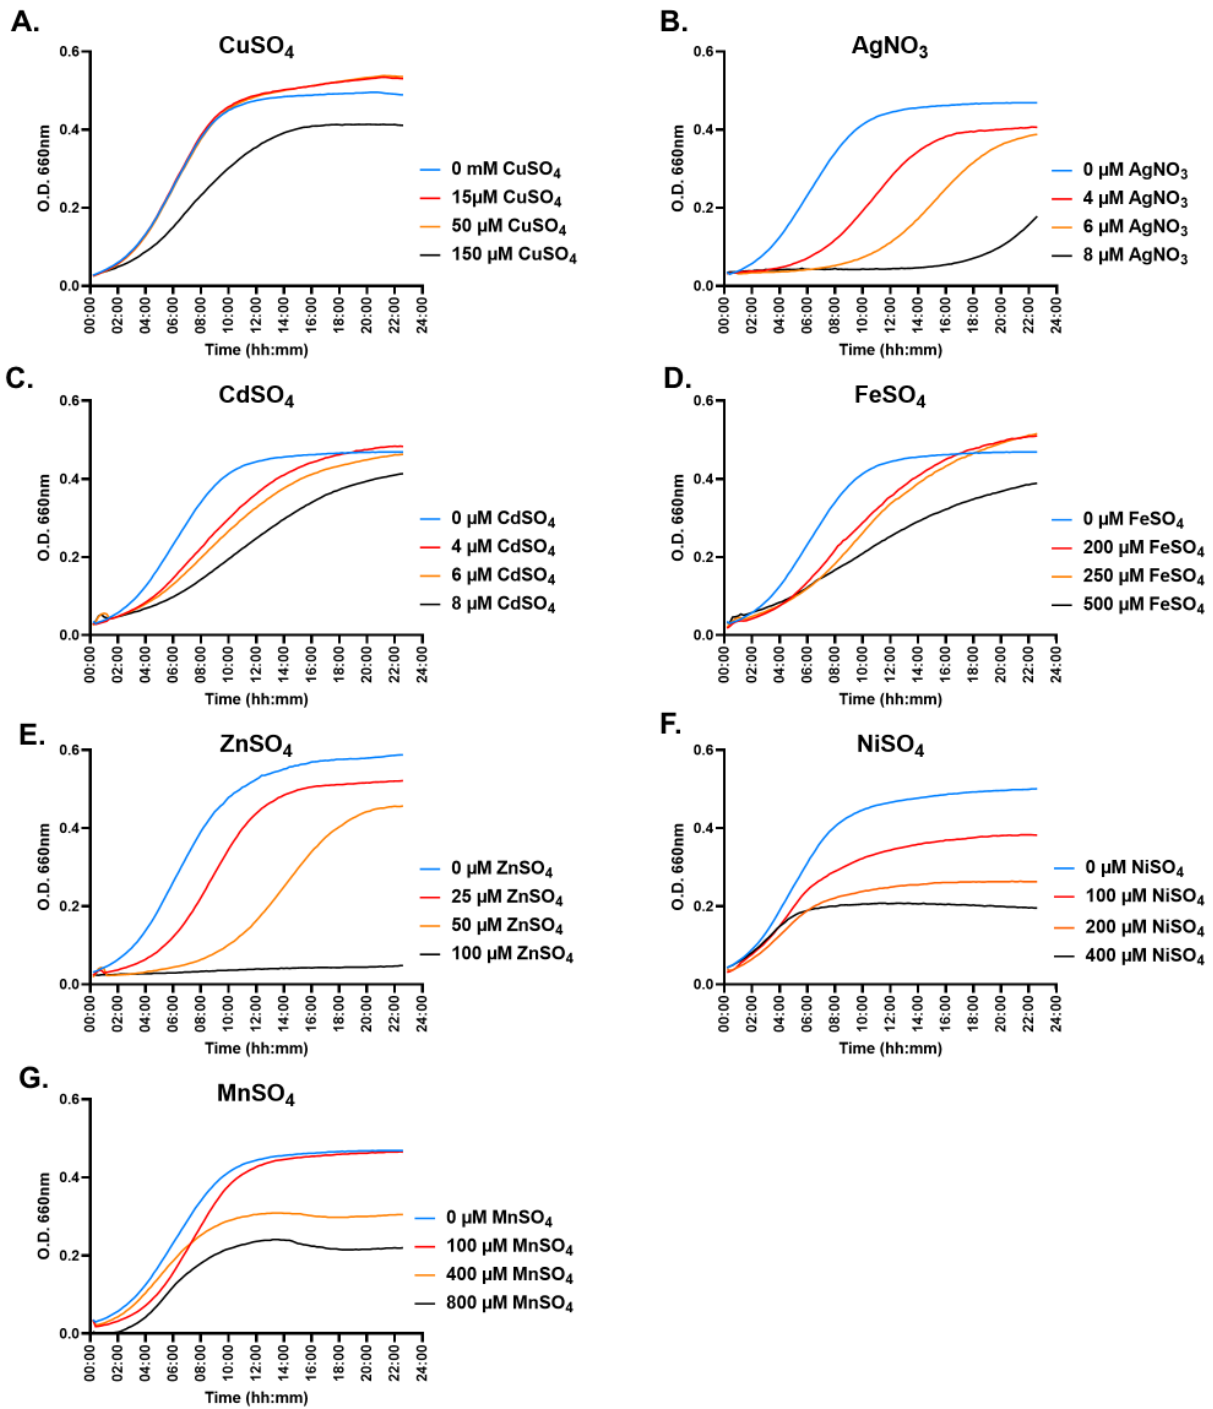 A.
CuSO4
O.D. 660nm
0.6
0.4
0.2
0.0
00:00 02:00 04:00 06:00 08:00 10:00 12:00 14:00 16:00 18:00 20:00 22:00 24:00
Time (hh:mm)
0 mM CuSO4
15µM CuSO4
50 µM CuSO4
150 µM CuSO4
B.
AgNO3
O.D. 660nm
0.6
0.4
0.2
0.0
00:00 02:00 04:00 06:00 08:00 10:00 12:00 14:00 16:00 18:00 20:00 22:00 24:00
Time (hh:mm)
0 µM AgNO3
4 µM AgNO3
6 µM AgNO3
8 µM AgNO3
C.
CdSO4
O.D. 660nm
0.6
0.4
0.2
0.0
00:00 02:00 04:00 06:00 08:00 10:00 12:00 14:00 16:00 18:00 20:00 22:00 24:00
Time (hh:mm)
0 µM CdSO4
4 µM CdSO4
6 µM CdSO4
8 µM CdSO4
D.
FeSO4
O.D. 660nm
0.6
0.4
0.2
0.0
00:00 02:00 04:00 06:00 08:00 10:00 12:00 14:00 16:00 18:00 20:00 22:00 24:00
Time (hh:mm)
0 µM FeSO4
200 µM FeSO4
250 µM FeSO4
500 µM FeSO4
E.
ZnSO4
O.D. 660nm
0.6
0.4
0.2
0.0
00:00 02:00 04:00 06:00 08:00 10:00 12:00 14:00 16:00 18:00 20:00 22:00 24:00
Time (hh:mm)
0 µM ZnSO4
25 µM ZnSO4
50 µM ZnSO4
100 µM ZnSO4
F.
NiSO4
O.D. 660nm
0.6
0.4
0.2
0.0
00:00 02:00 04:00 06:00 08:00 10:00 12:00 14:00 16:00 18:00 20:00 22:00 24:00
Time (hh:mm)
0 µM NiSO4
100 µM NiSO4
200 µM NiSO4
400 µM NiSO4
G.
MnSO4
O.D. 660nm
0.6
0.4
0.2
0.0
00:00 02:00 04:00 06:00 08:00 10:00 12:00 14:00 16:00 18:00 20:00 22:00 24:00
Time (hh:mm)
0 µM MnSO4
100 µM MnSO4
400 µM MnSO4
800 µM MnSO4